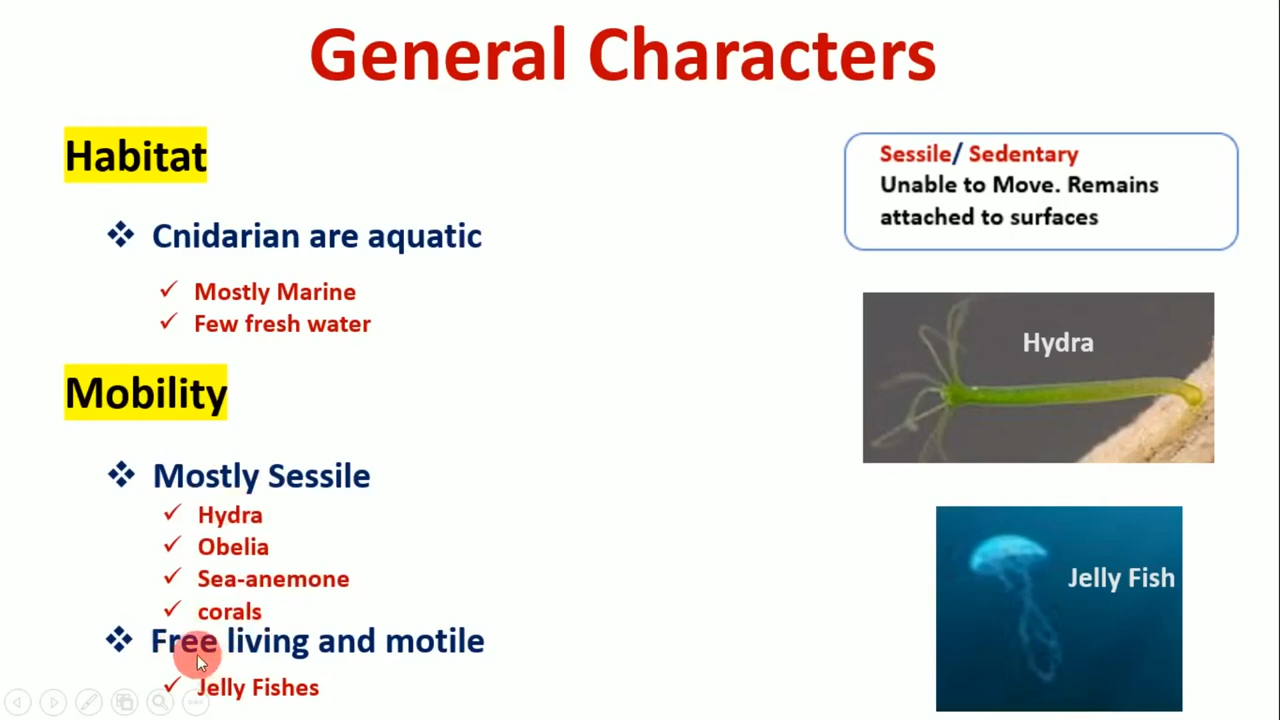 General Characters
Habitat
Cnidarian are aquatic
Mostly Marine
Few fresh water
Mobility
Mostly Sessile
Hydra
Obelia
Sea-anemone
corals
Free living and motile
Jelly Fishes
Sessile/ Sedentary
Unable to Move. Remains
attached to surfaces
Hydra
Jelly Fish